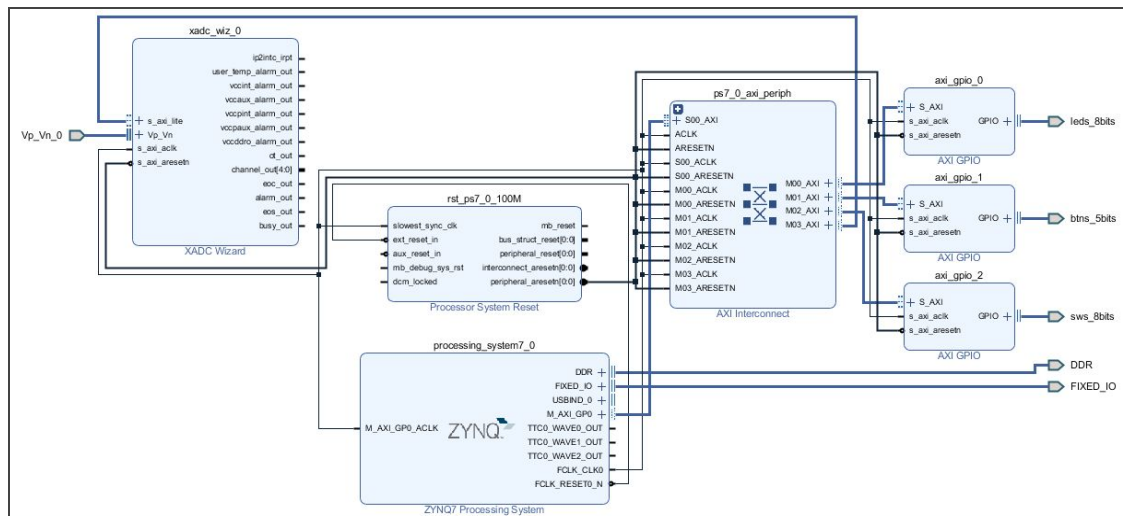 xadc_wiz_0
ip2intc_irpt
user_temp_alarm_out
vccint_alarm_out
vccaux_alarm_out
vccpint_alarm_out
vccpaux_alarm_out
vccddro_alarm_out
ot_out
channel_out[4:0]
eoc_out
alarm_out
eos_out
busy_out
s_axi_lite
Vp_Vn
s_axi_aclk
s_axi_aresetn
XADC Wizard
Vp_Vn_0
rst_ps7_0_100M
slowest_sync_clk
ext_reset_in
aux_reset_in
mb_debug_sys_rst
dcm_locked
mb_reset
bus_struct_reset[0:0]
peripheral_reset[0:0]
interconnect_aresetn[0:0]
peripheral_aresetn[0:0]
Processor System Reset
processing_system7_0
M_AXI_GP0_ACLK
ZYNQ
DDR
FIXED_IO
USBIND_0
M_AXI_GP0
TTC0_WAVE0_OUT
TTC0_WAVE1_OUT
TTC0_WAVE2_OUT
FCLK_CLK0
FCLK_RESET0_N
ZYNQ7 Processing System
ps7_0_axi_periph
S00_AXI
ACLK
ARESETN
S00_ACLK
S00_ARESETN
M00_ACLK
M00_ARESETN
M01_ACLK
M01_ARESETN
M02_ACLK
M02_ARESETN
M03_ACLK
M03_ARESETN
M00_AXI
M01_AXI
M02_AXI
M03_AXI
AXI Interconnect
axi_gpio_0
S_AXI
s_axi_aclk
s_axi_aresetn
GPIO
AXI GPIO
leds_8bits
axi_gpio_1
S_AXI
s_axi_aclk
s_axi_aresetn
GPIO
AXI GPIO
btns_5bits
axi_gpio_2
S_AXI
s_axi_aclk
s_axi_aresetn
GPIO
AXI GPIO
sws_8bits
DDR
FIXED_IO